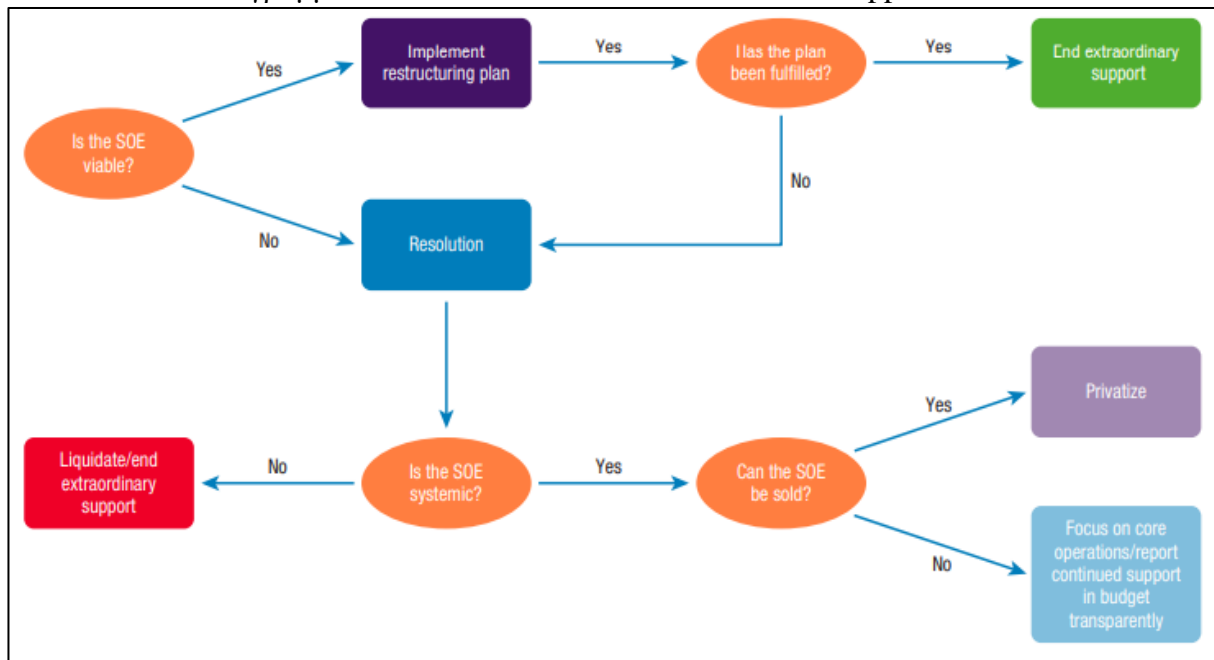 Implement
restructuring plan
Yes
I las the plan
been fulfilled?
Yes
End extraordinary
support
Yes
Is the SOE
viable?
No
No
Resolution
Privatize
Yes
Liquidate/end
extraordinary
support
No
Is the SOE
systemic?
Yes
Can the SOE
be sold?
No
Focus on core
operations/report
continued support
in budget
transparently